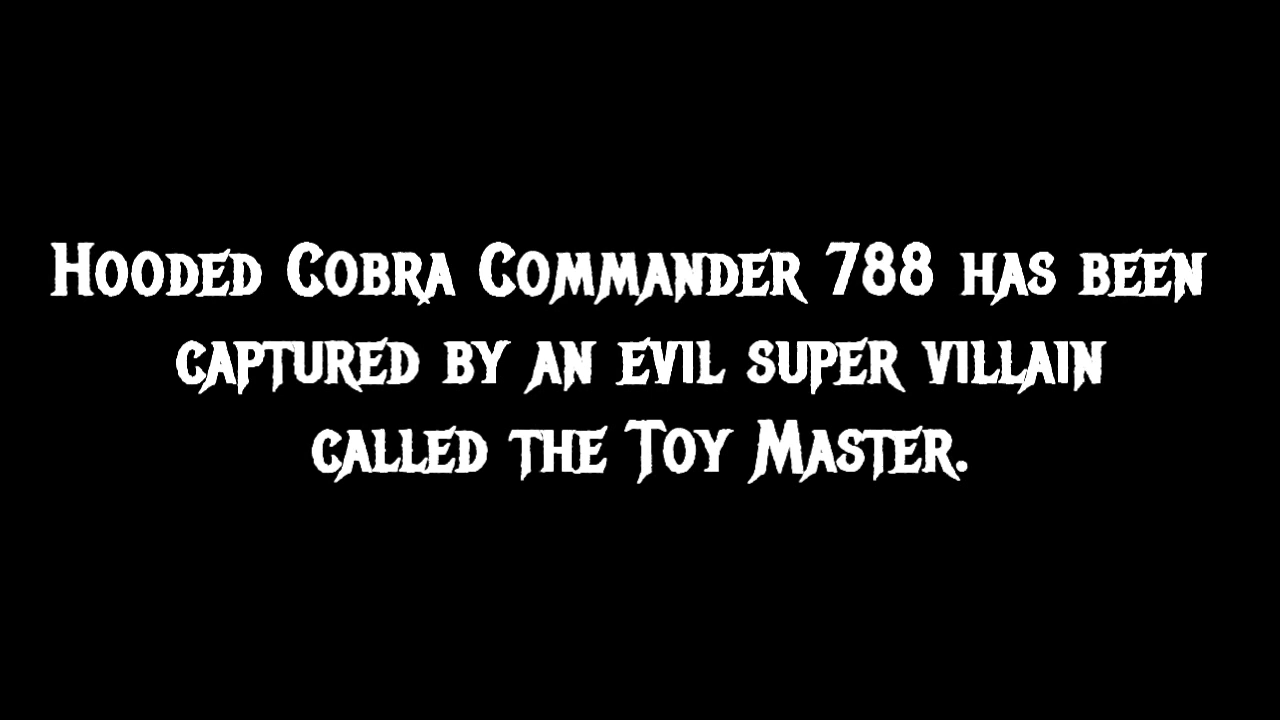 Hooded Cobra Commander 788 has been
captured by an evil super villain
called the Toy Master.